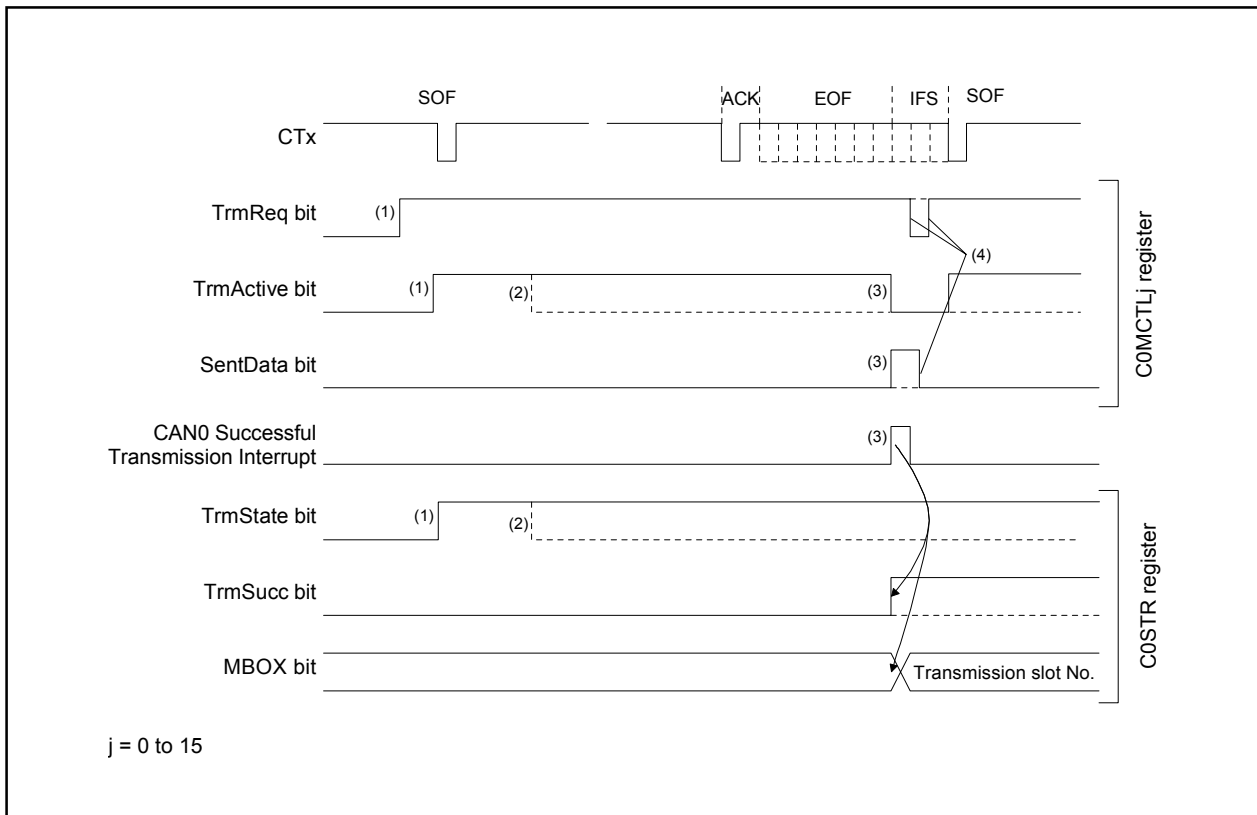 SOF ACK EOF IFS SOF
CTx
TrmReq bit (1)
(4)
TrmActive bit (1) (2) (3)
SentData bit (3)
C0MCTLj register
CAN0 Successful
Transmission Interrupt (3)
TrmState bit (1) (2)
TrmSucc bit
MBOX bit Transmission slot No.
C0STR register
j = 0 to 15